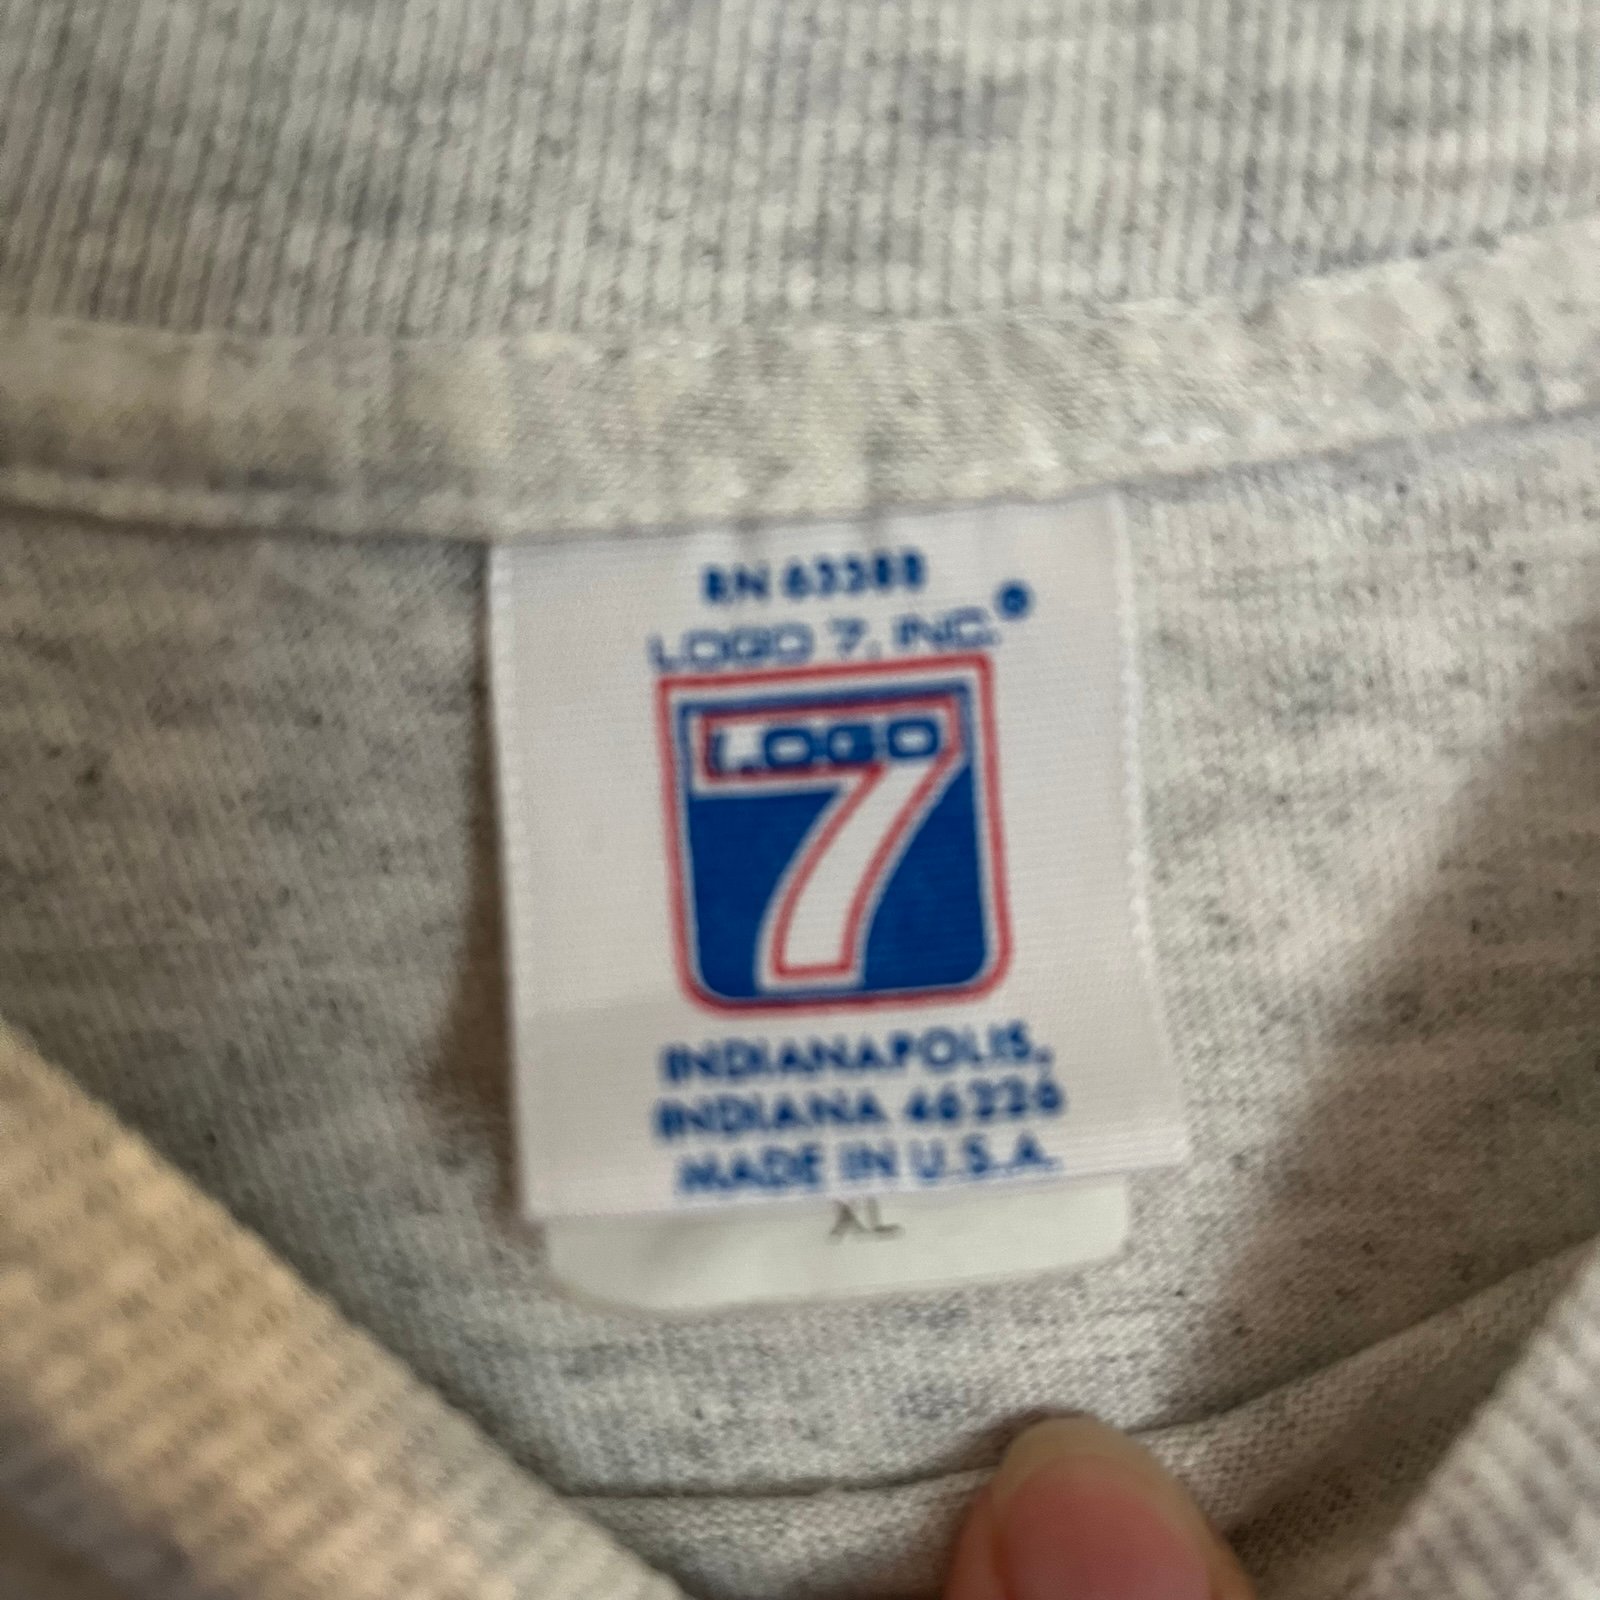 RN 63388
LOGO 7, INC.®
LOGO
7
INDIANAPOLIS,
INDIANA 46226
MADE IN U.S.A.
XL